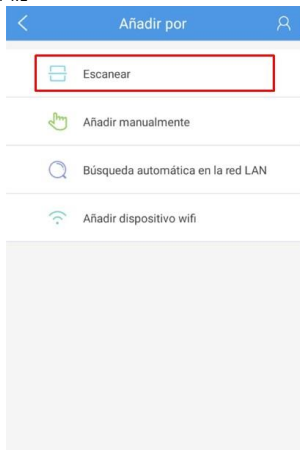 Añadir por
Escanear
Añadir manualmente
Búsqueda automática en la red LAN
Añadir dispositivo wifi